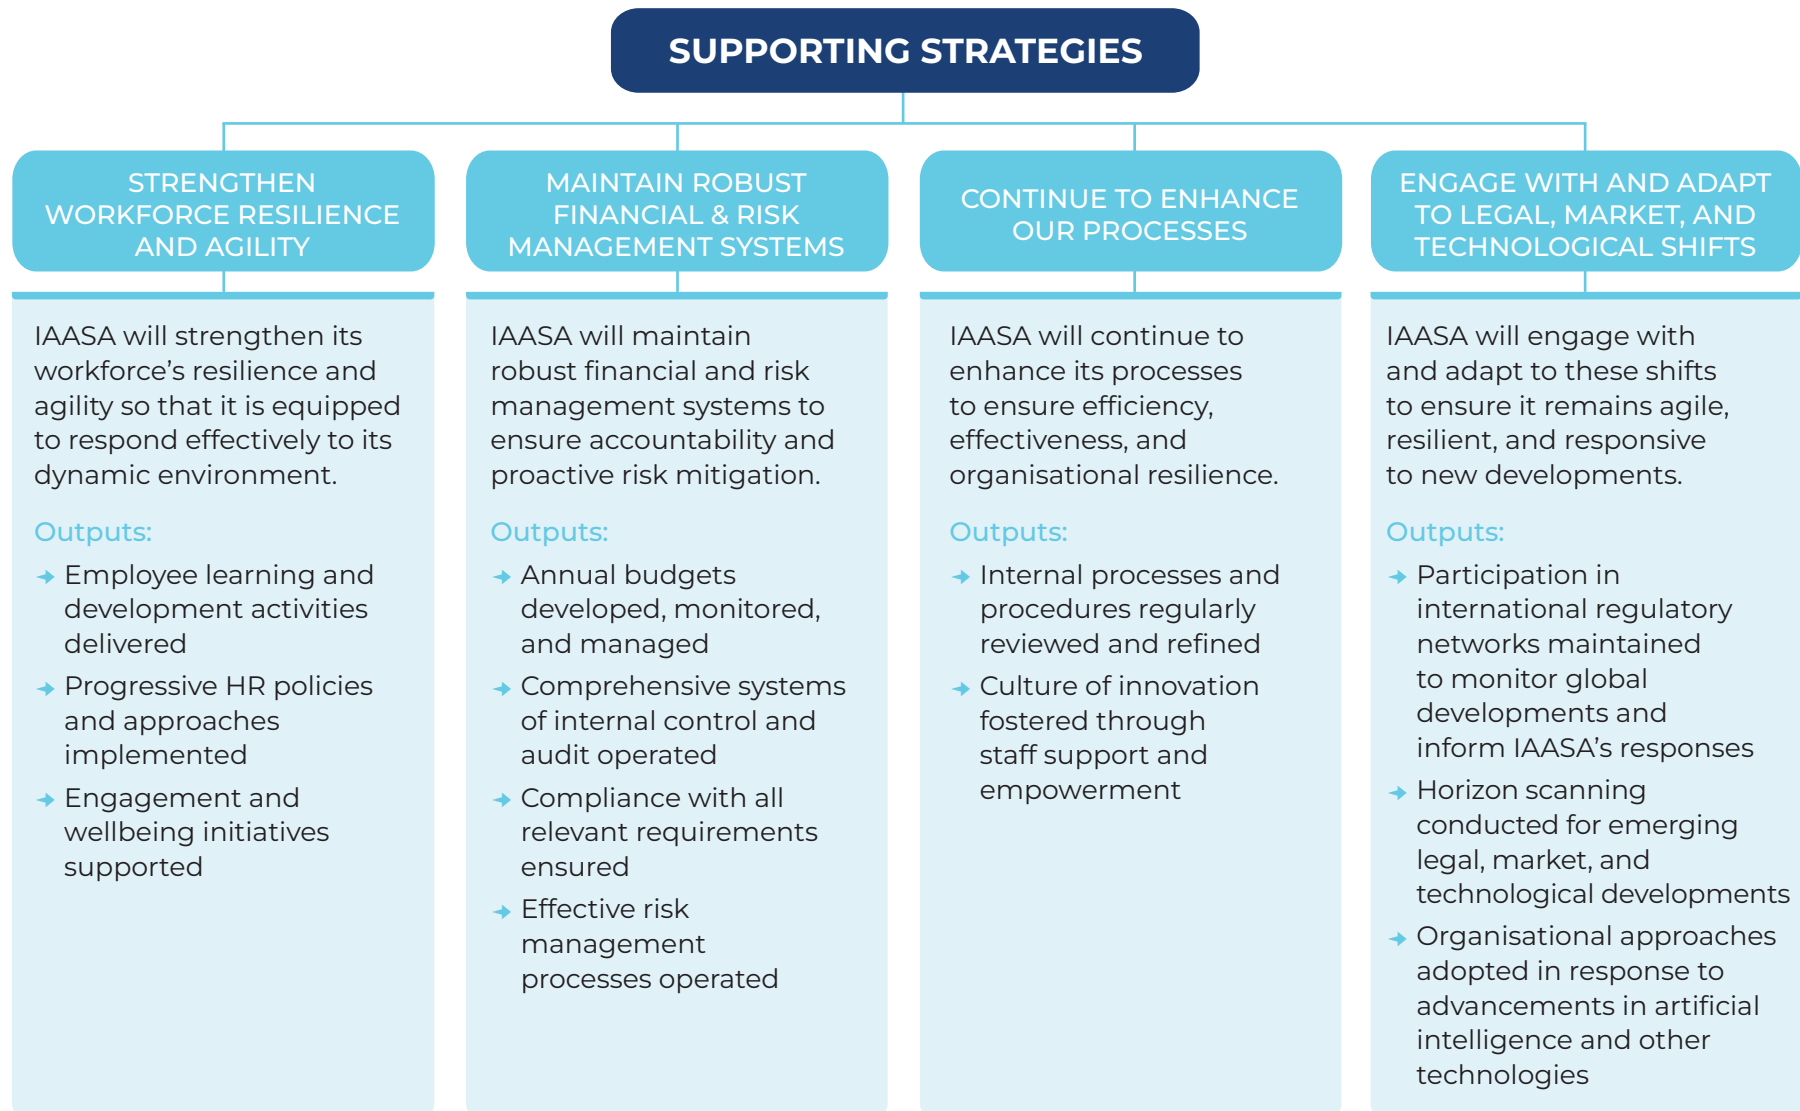 SUPPORTING STRATEGIES
STRENGTHEN
WORKFORCE RESILIENCE
AND AGILITY
IAASA will strengthen its
workforce’s resilience and
agility so that it is equipped
to respond effectively to its
dynamic environment.
Outputs:
Employee learning and
development activities
delivered
Progressive HR policies
and approaches
implemented
Engagement and
wellbeing initiatives
supported
MAINTAIN ROBUST
FINANCIAL & RISK
MANAGEMENT SYSTEMS
IAASA will maintain
robust financial and risk
management systems to
ensure accountability and
proactive risk mitigation.
Outputs:
Annual budgets
developed, monitored,
and managed
Comprehensive systems
of internal control and
audit operated
Compliance with all
relevant requirements
ensured
Effective risk
management
processes operated
CONTINUE TO ENHANCE
OUR PROCESSES
IAASA will continue to
enhance its processes
to ensure efficiency,
effectiveness, and
organisational resilience.
Outputs:
Internal processes and
procedures regularly
reviewed and refined
Culture of innovation
fostered through
staff support and
empowerment
ENGAGE WITH AND ADAPT
TO LEGAL, MARKET, AND
TECHNOLOGICAL SHIFTS
IAASA will engage with
and adapt to these shifts
to ensure it remains agile,
resilient, and responsive
to new developments.
Outputs:
Participation in
international regulatory
networks maintained
to monitor global
developments and
inform IAASA’s responses
Horizon scanning
conducted for emerging
legal, market, and
technological developments
Organisational approaches
adopted in response to
advancements in artificial
intelligence and other
technologies